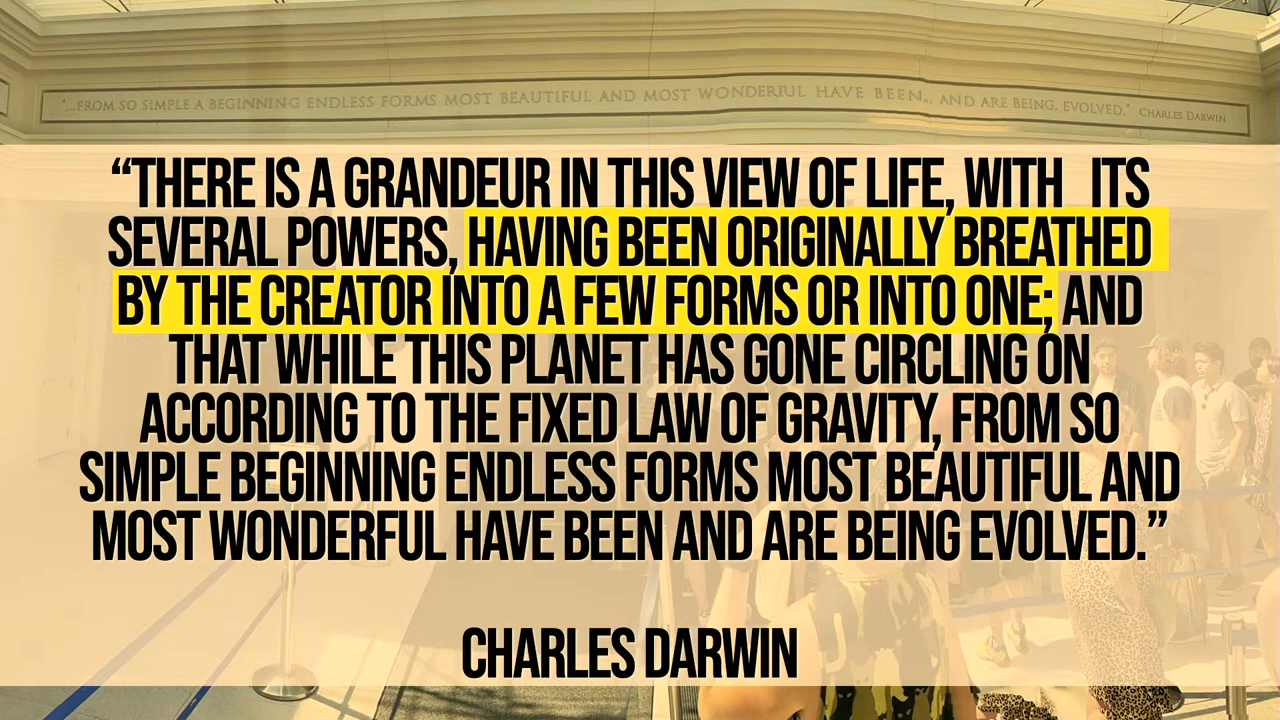 "...FROM SO SIMPLE A BEGINNING ENDLESS FORMS MOST BEAUTIFUL AND MOST WONDERFUL HAVE BEEN... AND ARE BEING, EVOLVED." CHARLES DARWIN
“THERE IS A GRANDEUR IN THIS VIEW OF LIFE, WITH ITS
SEVERAL POWERS, HAVING BEEN ORIGINALLY BREATHED
BY THE CREATOR INTO A FEW FORMS OR INTO ONE; AND
THAT WHILE THIS PLANET HAS GONE CIRCLING ON
ACCORDING TO THE FIXED LAW OF GRAVITY, FROM SO
SIMPLE BEGINNING ENDLESS FORMS MOST BEAUTIFUL AND
MOST WONDERFUL HAVE BEEN AND ARE BEING EVOLVED.”
CHARLES DARWIN